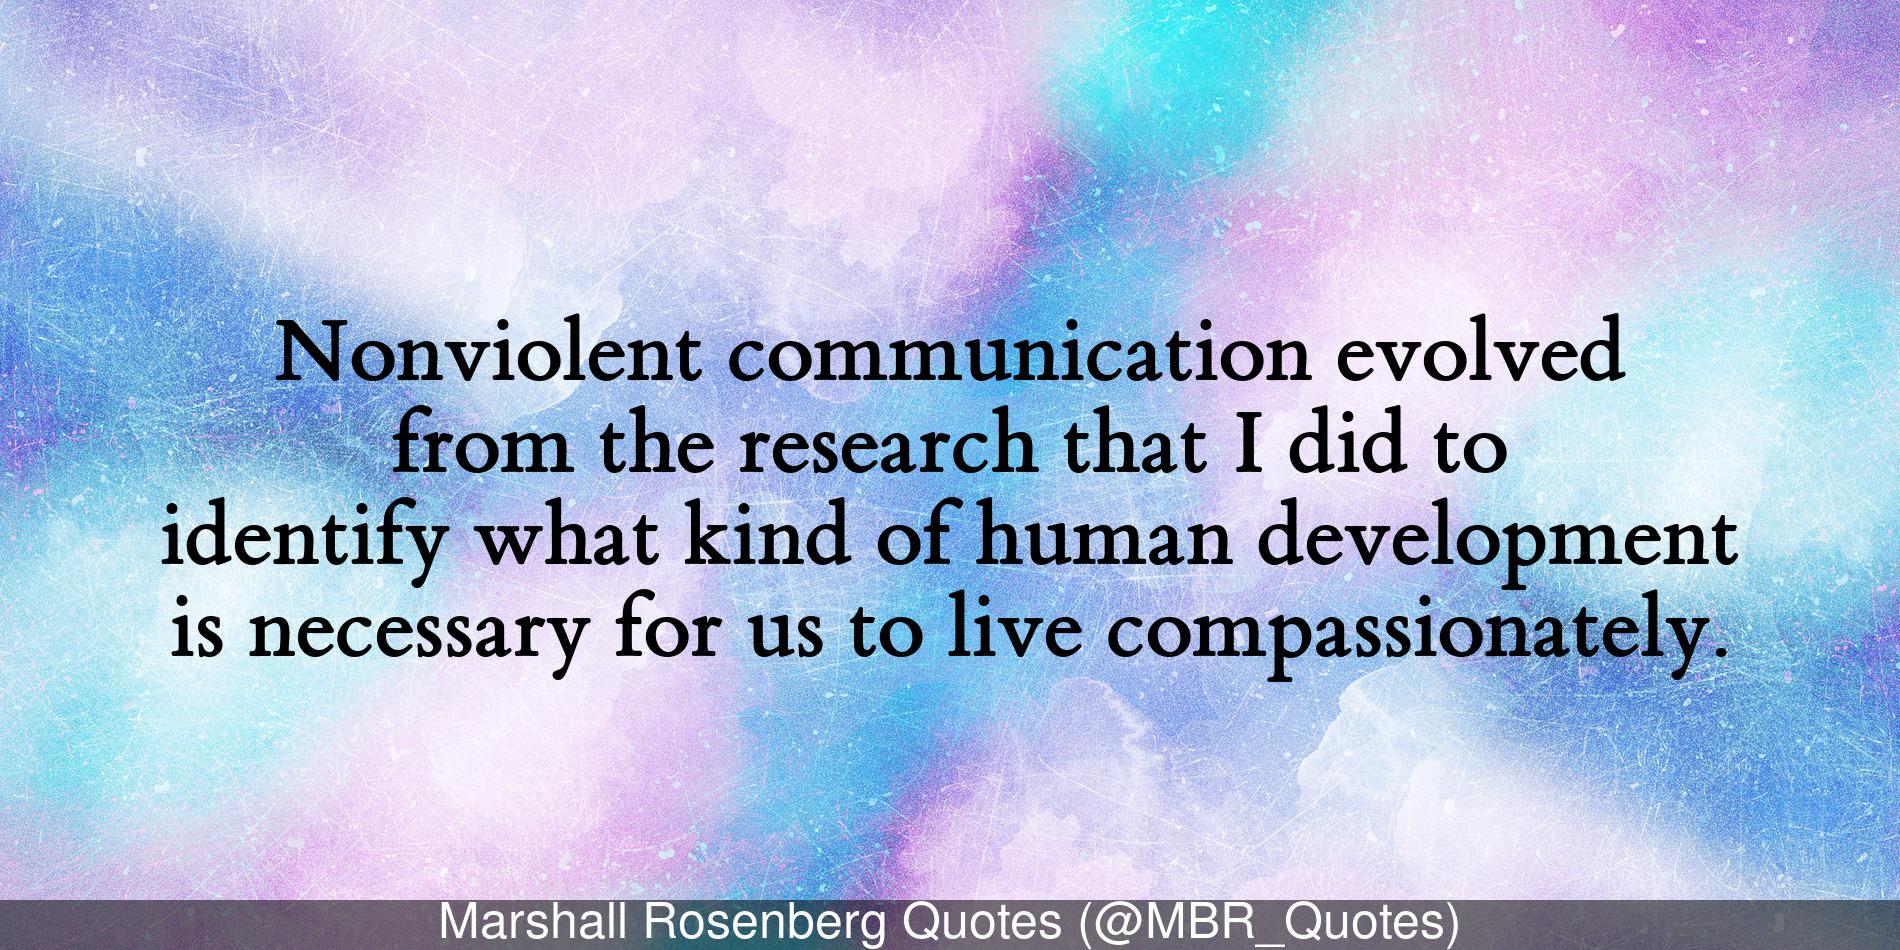 Nonviolent communication evolved
from the research that I did to
identify what kind of human development
is necessary for us to live compassionately.
Marshall Rosenberg Quotes (@MBR_Quotes)